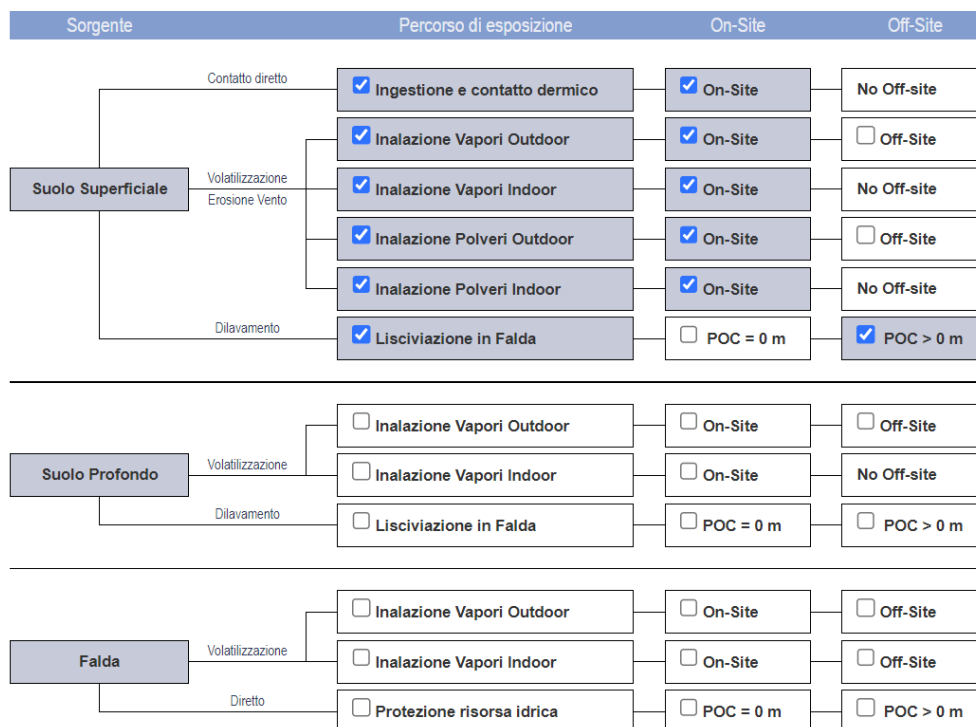 Sorgente Percorso di esposizione On-Site Off-Site
Contatto diretto
Ingestione e contatto dermico On-Site No Off-site
Inalazione Vapori Outdoor On-Site Off-Site
Suolo Superficiale Volatilizzazione Inalazione Vapori Indoor On-Site No Off-site
Erosione Vento
Inalazione Polveri Outdoor On-Site Off-Site
Inalazione Polveri Indoor On-Site No Off-site
Dilavamento
Lisciviazione in Falda POC = 0 m POC > 0 m
Inalazione Vapori Outdoor On-Site Off-Site
Suolo Profondo Volatilizzazione Inalazione Vapori Indoor On-Site No Off-site
Dilavamento
Lisciviazione in Falda POC = 0 m POC > 0 m
Inalazione Vapori Outdoor On-Site Off-Site
Falda Volatilizzazione Inalazione Vapori Indoor On-Site Off-Site
Diretto
Protezione risorsa idrica POC = 0 m POC > 0 m